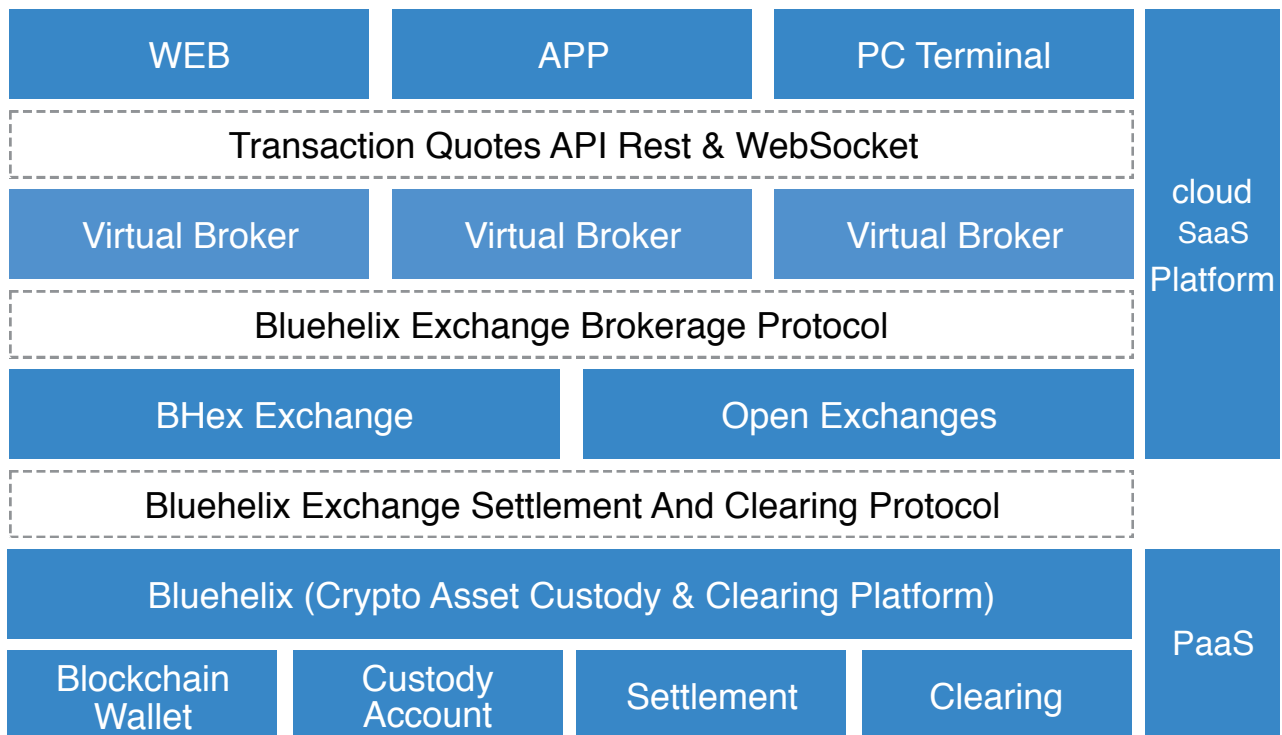 WEB
APP
PC Terminal
Transaction Quotes API Rest & WebSocket
Virtual Broker
Virtual Broker
Virtual Broker
cloud
SaaS
Platform
Bluehelix Exchange Brokerage Protocol
BHex Exchange
Open Exchanges
Bluehelix Exchange Settlement And Clearing Protocol
Bluehelix (Crypto Asset Custody & Clearing Platform)
PaaS
Blockchain
Wallet
Custody
Account
Settlement
Clearing